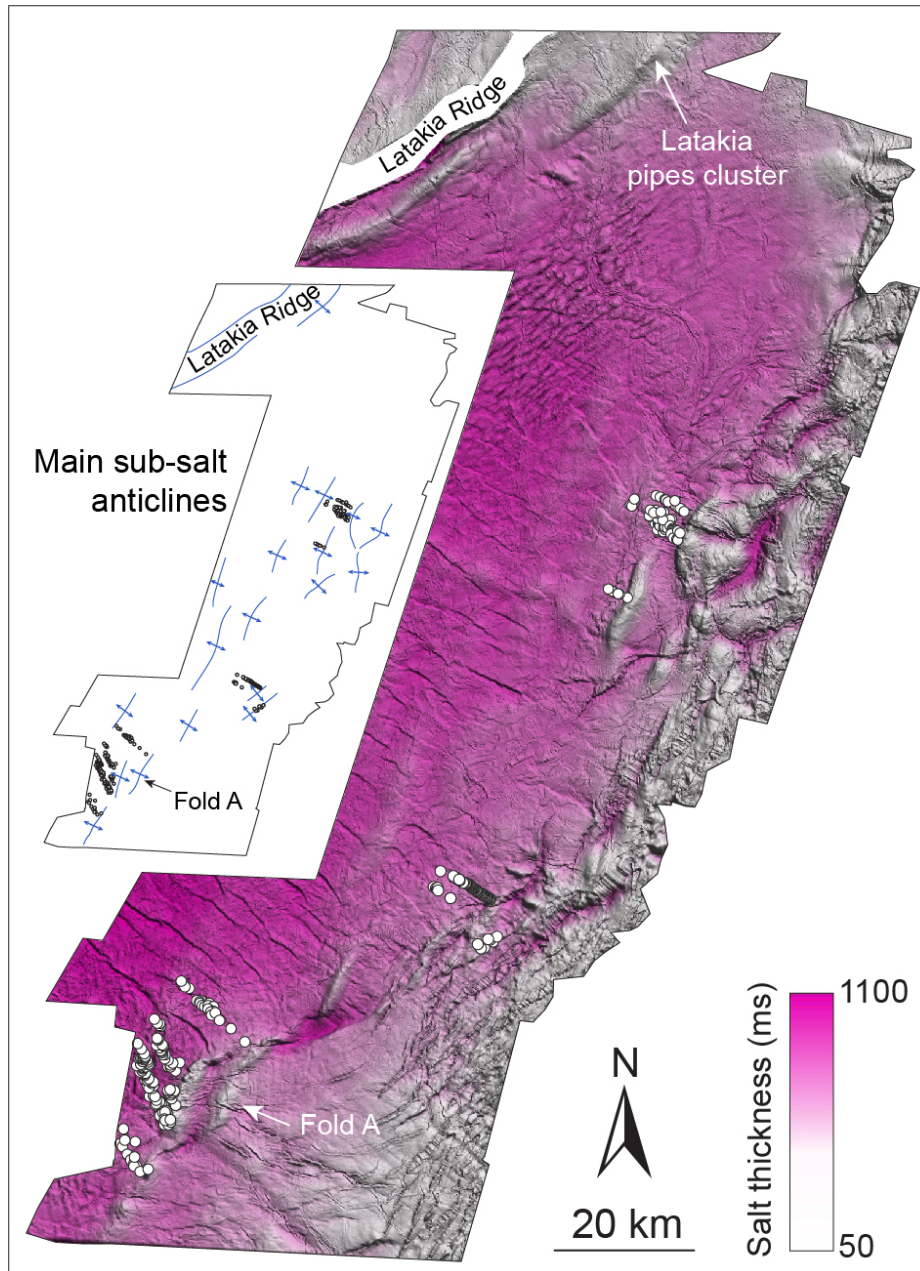 Latakia Ridge
Latakia
pipes cluster
Latakia Ridge
Main sub-salt
anticlines
Fold A
Fold A
N
20 km
Salt thickness (ms)
1100
50